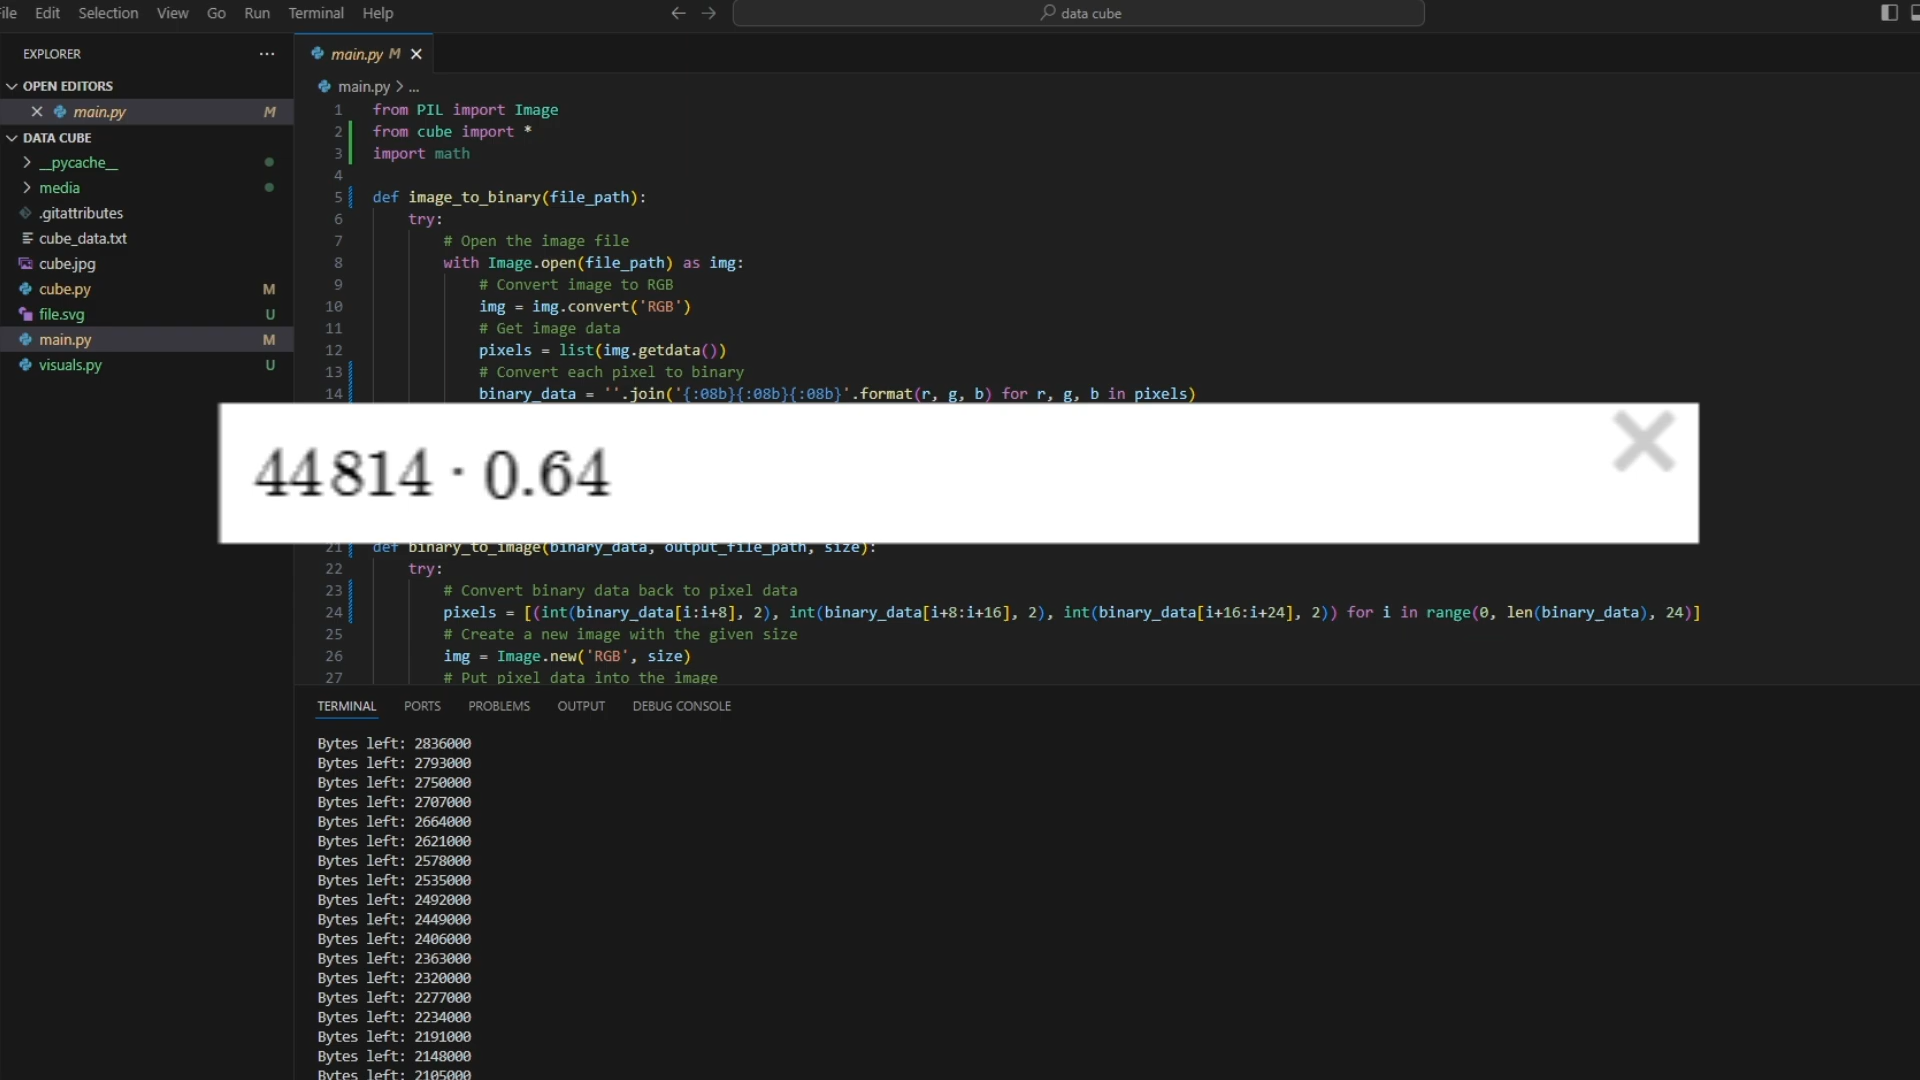 ile Edit Selection View Go Run Terminal Help
data cube
EXPLORER ...
OPEN EDITORS
main.py M
DATA CUBE
__pycache__
media
.gitattributes
cube_data.txt
cube.jpg
cube.py M
file.svg U
main.py M
visuals.py U
main.py M
main.py > ...
1 from PIL import Image
2 from cube import *
3 import math
4
5 def image_to_binary(file_path):
6 try:
7 # Open the image file
8 with Image.open(file_path) as img:
9 # Convert image to RGB
10 img = img.convert('RGB')
11 # Get image data
12 pixels = list(img.getdata())
13 # Convert each pixel to binary
14 binary_data = ''.join('{:08b}{:08b}{:08b}'.format(r, g, b) for r, g, b in pixels)
44814 · 0.64
21 def binary_to_image(binary_data, output_file_path, size):
22 try:
23 # Convert binary data back to pixel data
24 pixels = [(int(binary_data[i:i+8], 2), int(binary_data[i+8:i+16], 2), int(binary_data[i+16:i+24], 2)) for i in range(0, len(binary_data), 24)]
25 # Create a new image with the given size
26 img = Image.new('RGB', size)
27 # Put pixel data into the image
TERMINAL PORTS PROBLEMS OUTPUT DEBUG CONSOLE
Bytes left: 2836000
Bytes left: 2793000
Bytes left: 2750000
Bytes left: 2707000
Bytes left: 2664000
Bytes left: 2621000
Bytes left: 2578000
Bytes left: 2535000
Bytes left: 2492000
Bytes left: 2449000
Bytes left: 2406000
Bytes left: 2363000
Bytes left: 2320000
Bytes left: 2277000
Bytes left: 2234000
Bytes left: 2191000
Bytes left: 2148000
Bytes left: 2105000